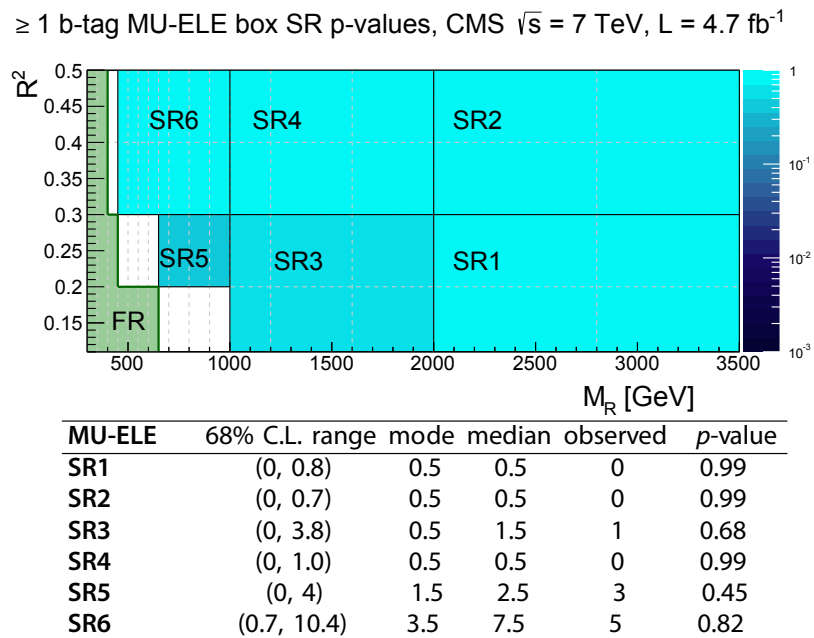 ≥ 1 b-tag MU-ELE box SR p-values, CMS √s = 7 TeV, L = 4.7 fb⁻¹
R²
0.5
0.45
0.4
0.35
0.3
0.25
0.2
0.15
SR6 SR4 SR2
SR5 SR3 SR1
FR
1
10⁻¹
10⁻²
10⁻³
500 1000 1500 2000 2500 3000 3500
M_R [GeV]
MU-ELE 68% C.L. range mode median observed p-value
SR1 (0, 0.8) 0.5 0.5 0 0.99
SR2 (0, 0.7) 0.5 0.5 0 0.99
SR3 (0, 3.8) 0.5 1.5 1 0.68
SR4 (0, 1.0) 0.5 0.5 0 0.99
SR5 (0, 4) 1.5 2.5 3 0.45
SR6 (0.7, 10.4) 3.5 7.5 5 0.82